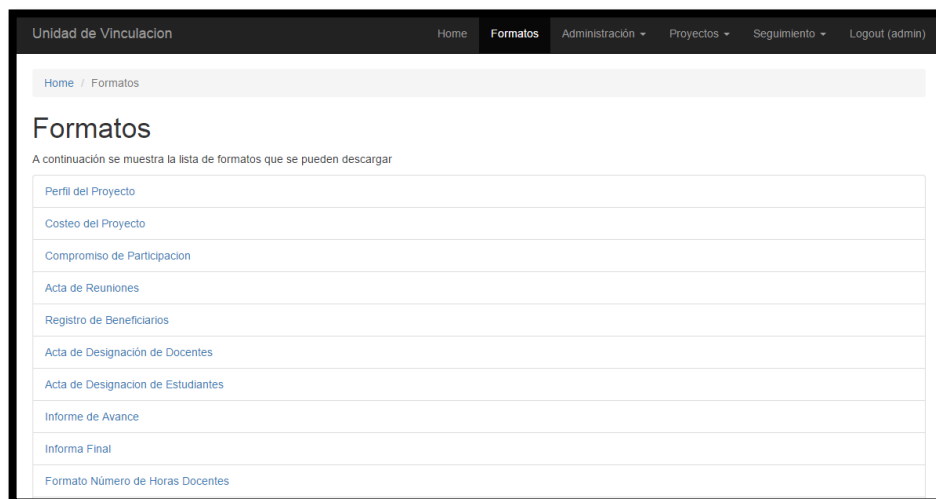 Unidad de Vinculacion Home Formatos Administración Proyectos Seguimiento Logout (admin)
Home / Formatos
Formatos
A continuación se muestra la lista de formatos que se pueden descargar
Perfil del Proyecto
Costeo del Proyecto
Compromiso de Participacion
Acta de Reuniones
Registro de Beneficiarios
Acta de Designación de Docentes
Acta de Designacion de Estudiantes
Informe de Avance
Informa Final
Formato Número de Horas Docentes